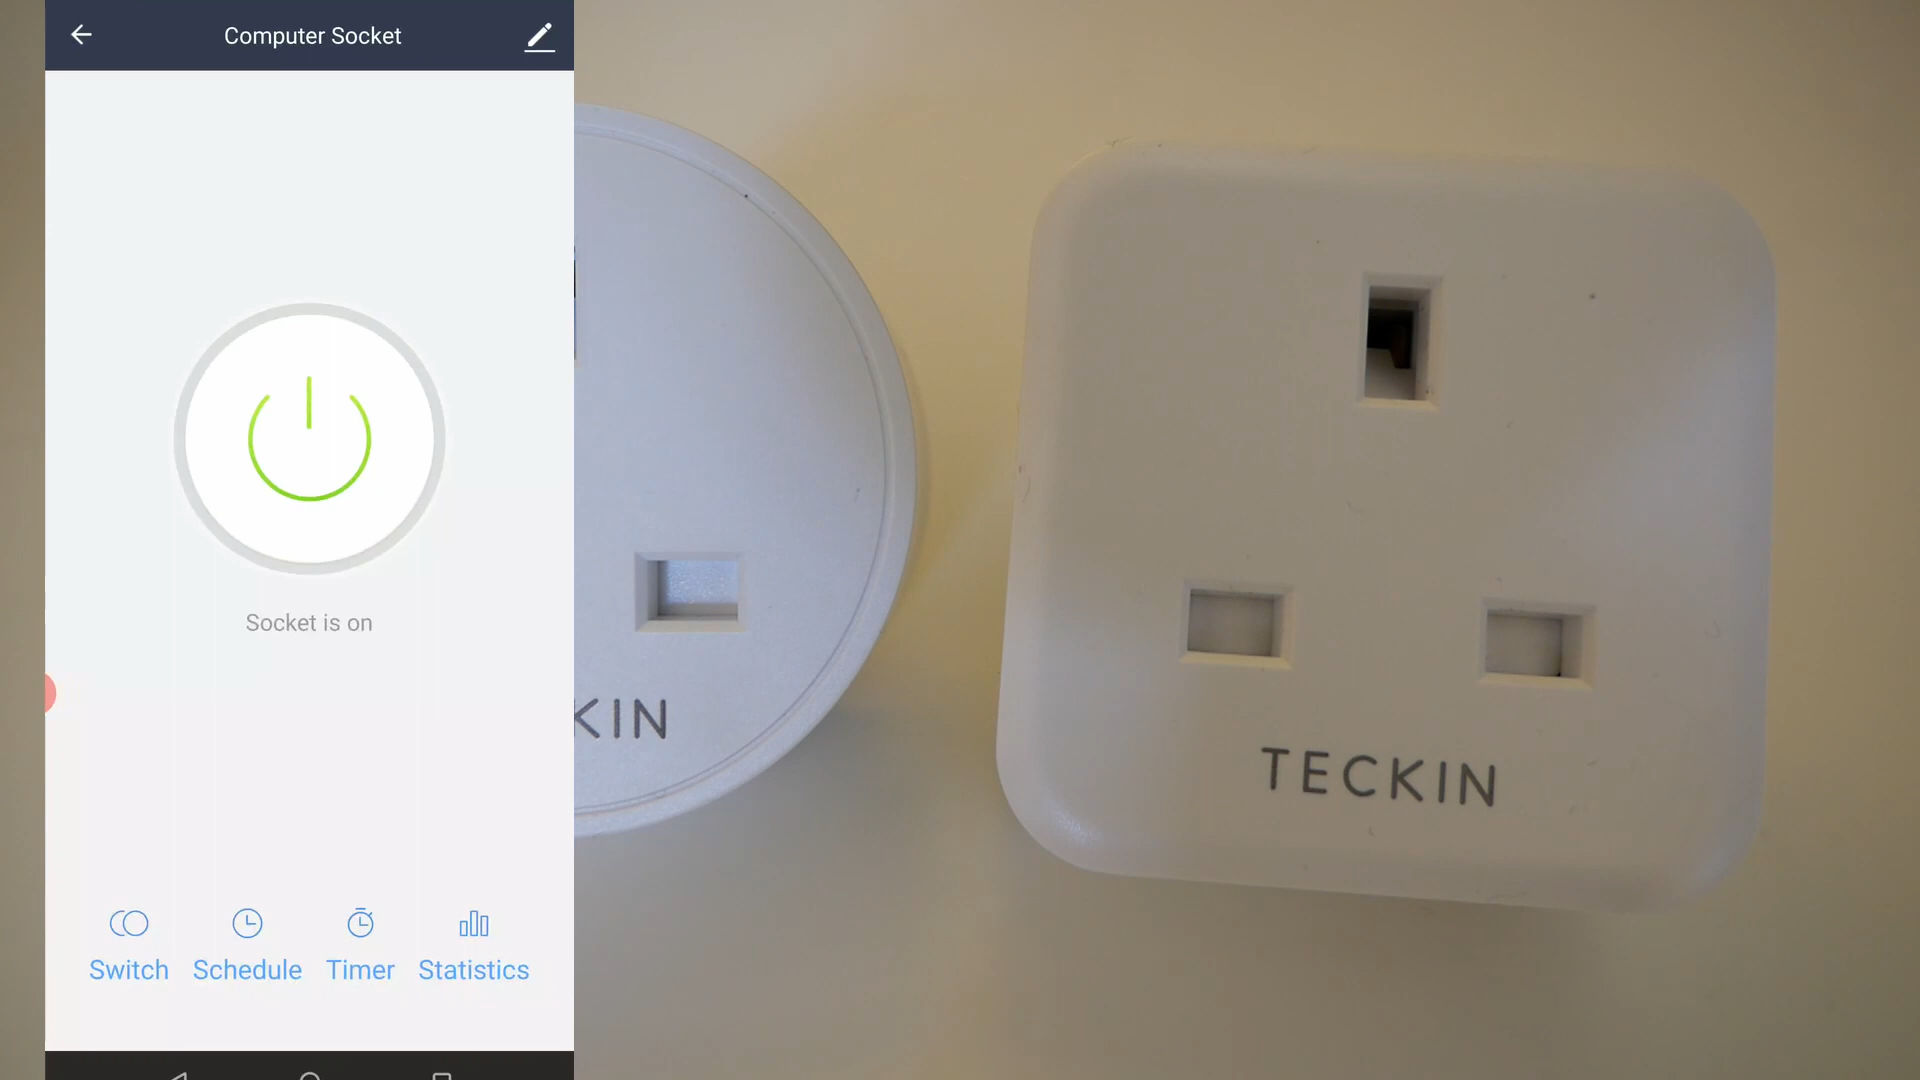 Computer Socket
Socket is on
Switch
Schedule
Timer
Statistics
KIN
TECKIN